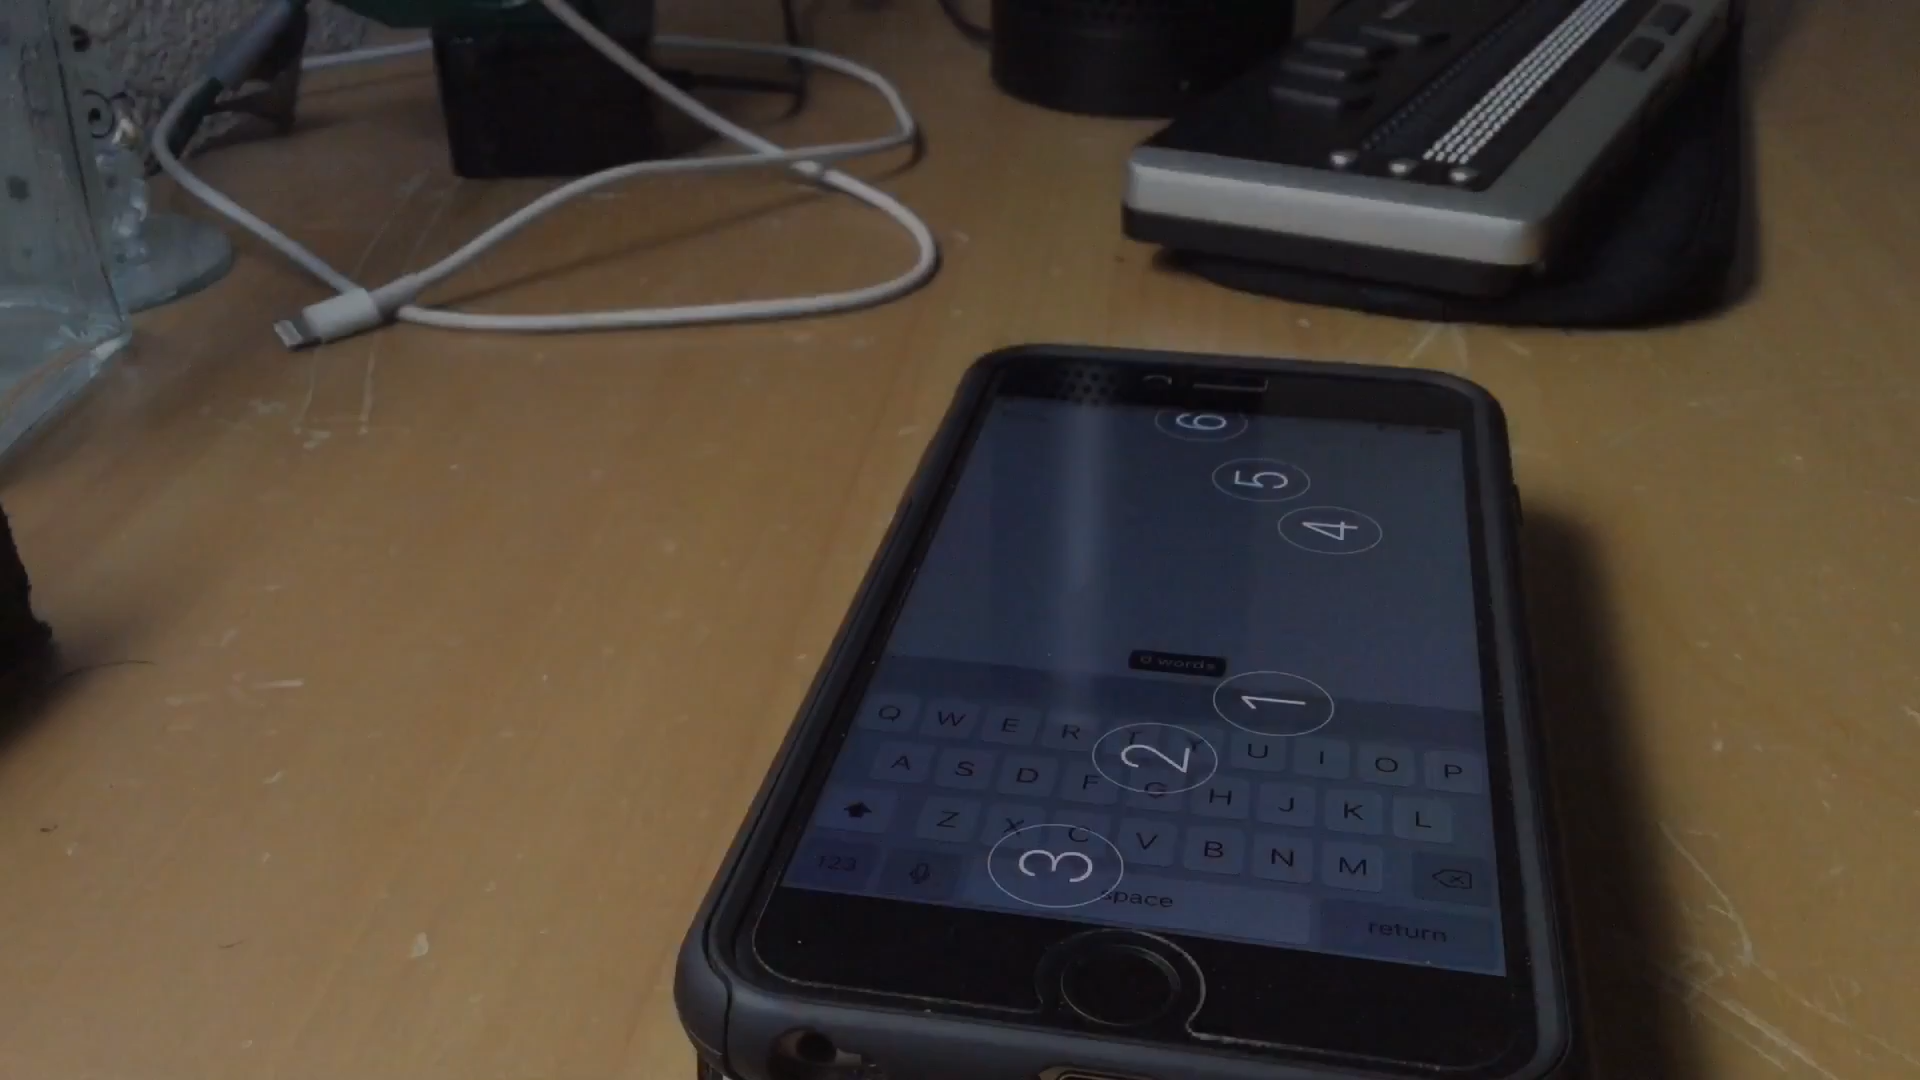 6
5
4
0 words
1
2
3
Q W E R T Y U I O P
A S D F G H J K L
Z X C V B N M
123 space return